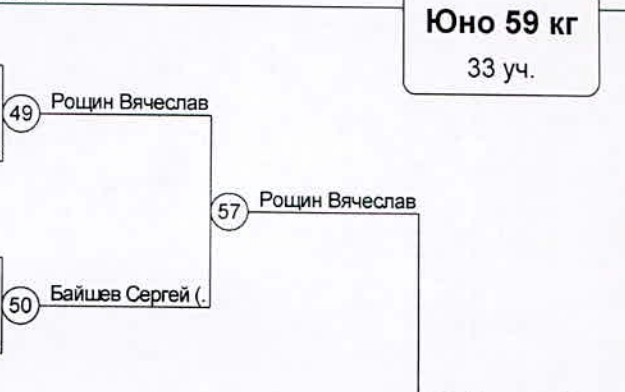 Юно 59 кг
33 уч.
49 Рощин Вячеслав
57 Рощин Вячеслав
50 Байшев Сергей (.